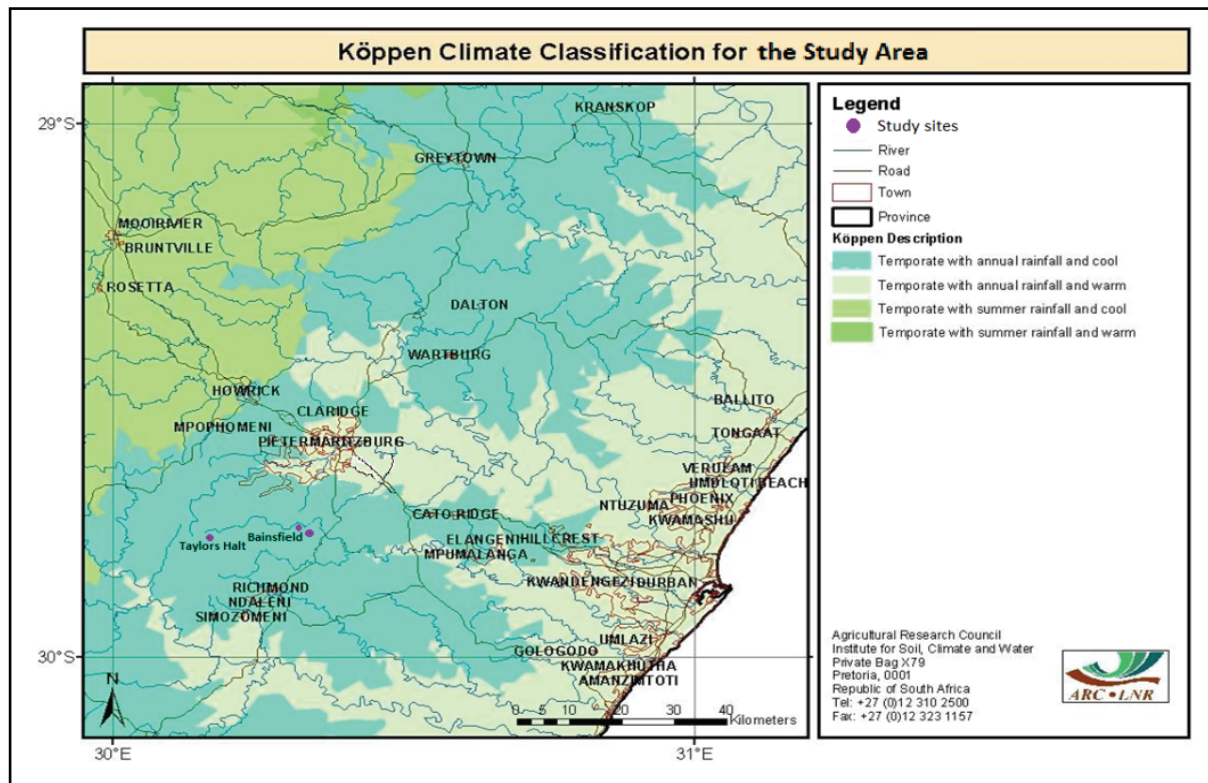 Köppen Climate Classification for the Study Area
29°S
30°S
30°E
31°E
KRANSKOP
GREYTOWN
MOOIRIVIER
BRUNTVILLE
ROSETTA
DALTON
WARTBURG
HOWRICK
CLARIDGE
MPOPHOMENI
PIETERMARITZBURG
BALLITO
TONGAAT
VERULAM
UMDLOTI BEACH
PHOENIX
NTUZUMA
KWAMASHU
CATO RIDGE
ELANGENI
HILLCREST
MPUMALANGA
Taylors Halt
Bainsfield
KWANDENGEZI
DURBAN
RICHMOND
NDALENI
SIMOZOMENI
UMLAZI
GOLOGODO
KWAMAKHUTHA
AMANZIMTOTI
N
0 5 10 20 30 40
Kilometers
Legend
Study sites
River
Road
Town
Province
Köppen Description
Temporate with annual rainfall and cool
Temporate with annual rainfall and warm
Temporate with summer rainfall and cool
Temporate with summer rainfall and warm
Agricultural Research Council
Institute for Soil, Climate and Water
Private Bag X79
Pretoria, 0001
Republic of South Africa
Tel: +27 (0)12 310 2500
Fax: +27 (0)12 323 1157
ARC•LNR